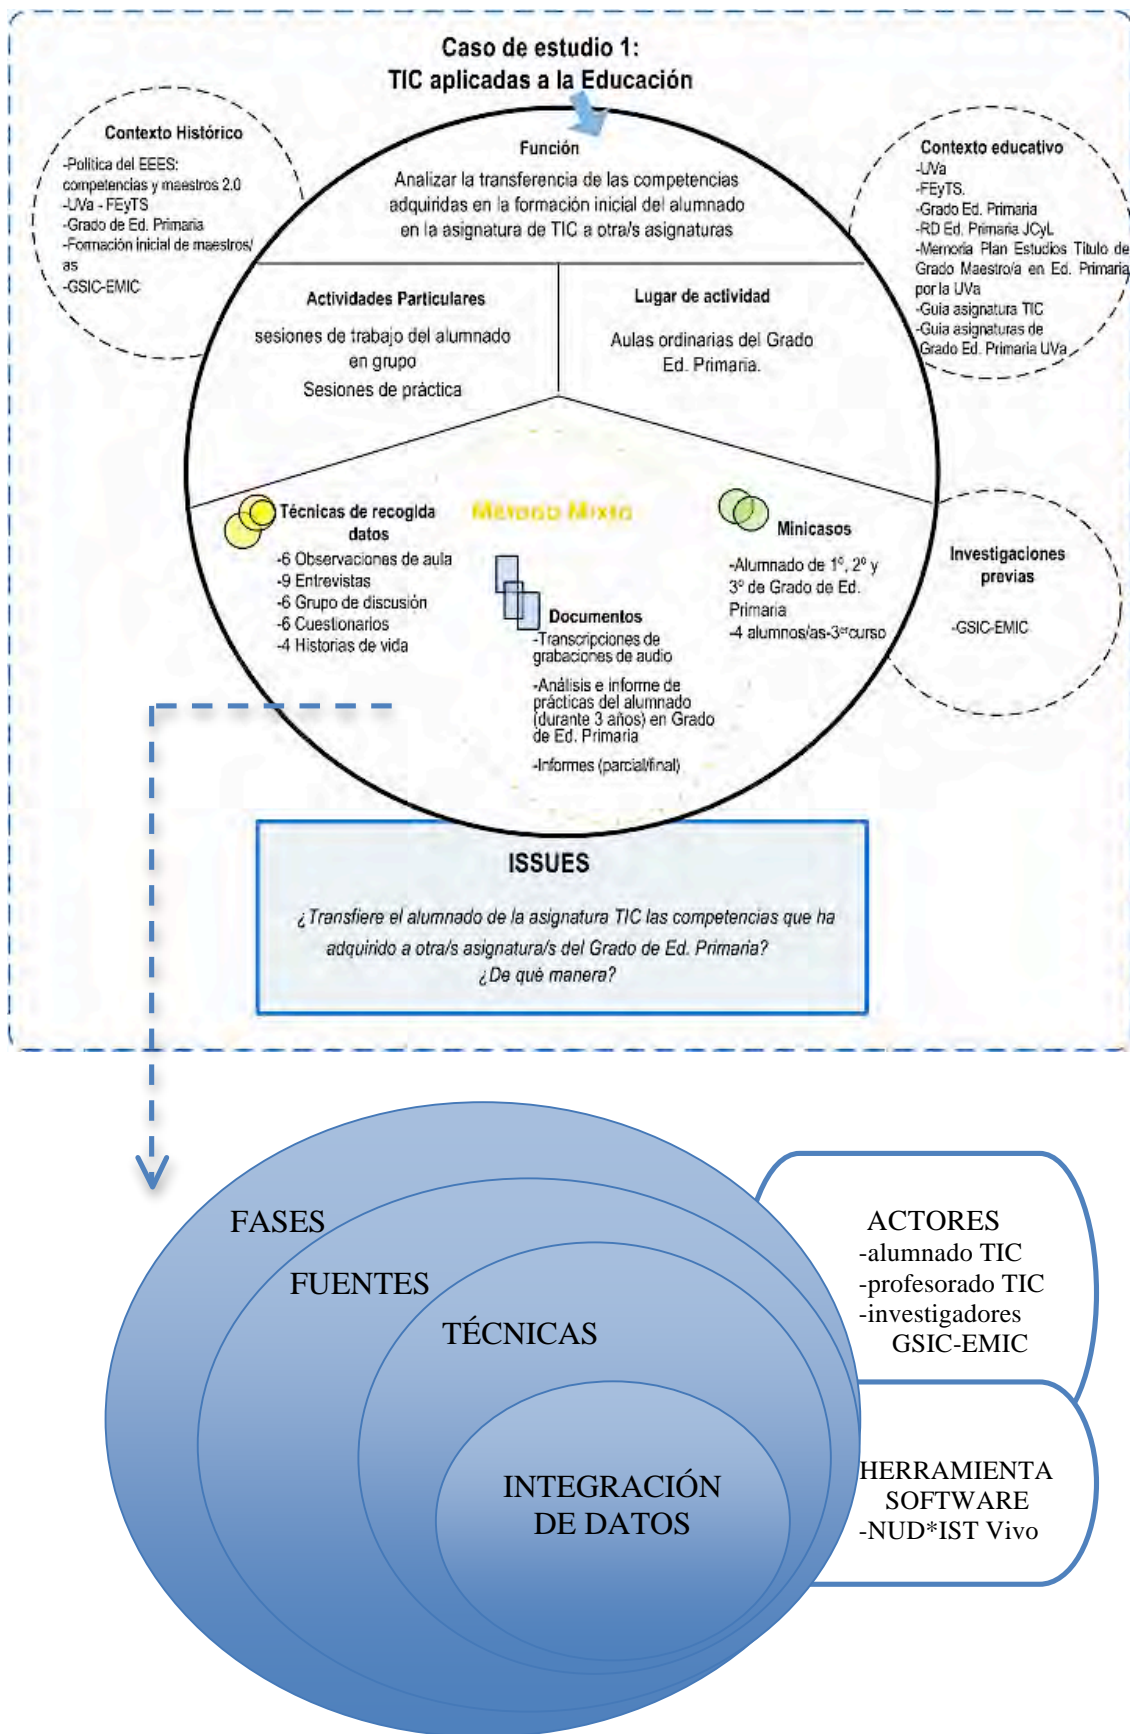 Caso de estudio 1:
TIC aplicadas a la Educación
Contexto Histórico
-Política del EEES:
competencias y maestros 2.0
-UVa - FEyTS
-Grado de Ed. Primaria
-Formación inicial de maestros/
as
-GSIC-EMIC
Función
Analizar la transferencia de las competencias
adquiridas en la formación inicial del alumnado
en la asignatura de TIC a otra/s asignaturas
Contexto educativo
-UVa
-FEyTS.
-Grado Ed. Primaria
-RD Ed. Primaria JCyL
-Memoria Plan Estudios Título de
Grado Maestro/a en Ed. Primaria
por la UVa
-Guia asignatura TIC
-Guia asignaturas de
Grado Ed. Primaria UVa
Actividades Particulares
sesiones de trabajo del alumnado
en grupo
Sesiones de práctica
Lugar de actividad
Aulas ordinarias del Grado
Ed. Primaria.
Técnicas de recogida
datos
-6 Observaciones de aula
-9 Entrevistas
-6 Grupo de discusión
-6 Cuestionarios
-4 Historias de vida
Método Mixto
Documentos
-Transcripciones de
grabaciones de audio
-Análisis e informe de
prácticas del alumnado
(durante 3 años) en Grado
de Ed. Primaria
-Informes (parcial/final)
Minicasos
-Alumnado de 1º, 2º y
3º de Grado de Ed.
Primaria
-4 alumnos/as-3ercurso
Investigaciones
previas
-GSIC-EMIC
ISSUES
¿Transfiere el alumnado de la asignatura TIC las competencias que ha
adquirido a otra/s asignatura/s del Grado de Ed. Primaria?
¿De qué manera?
FASES
FUENTES
TÉCNICAS
INTEGRACIÓN
DE DATOS
ACTORES
-alumnado TIC
-profesorado TIC
-investigadores
GSIC-EMIC
HERRAMIENTA
SOFTWARE
-NUD*IST Vivo